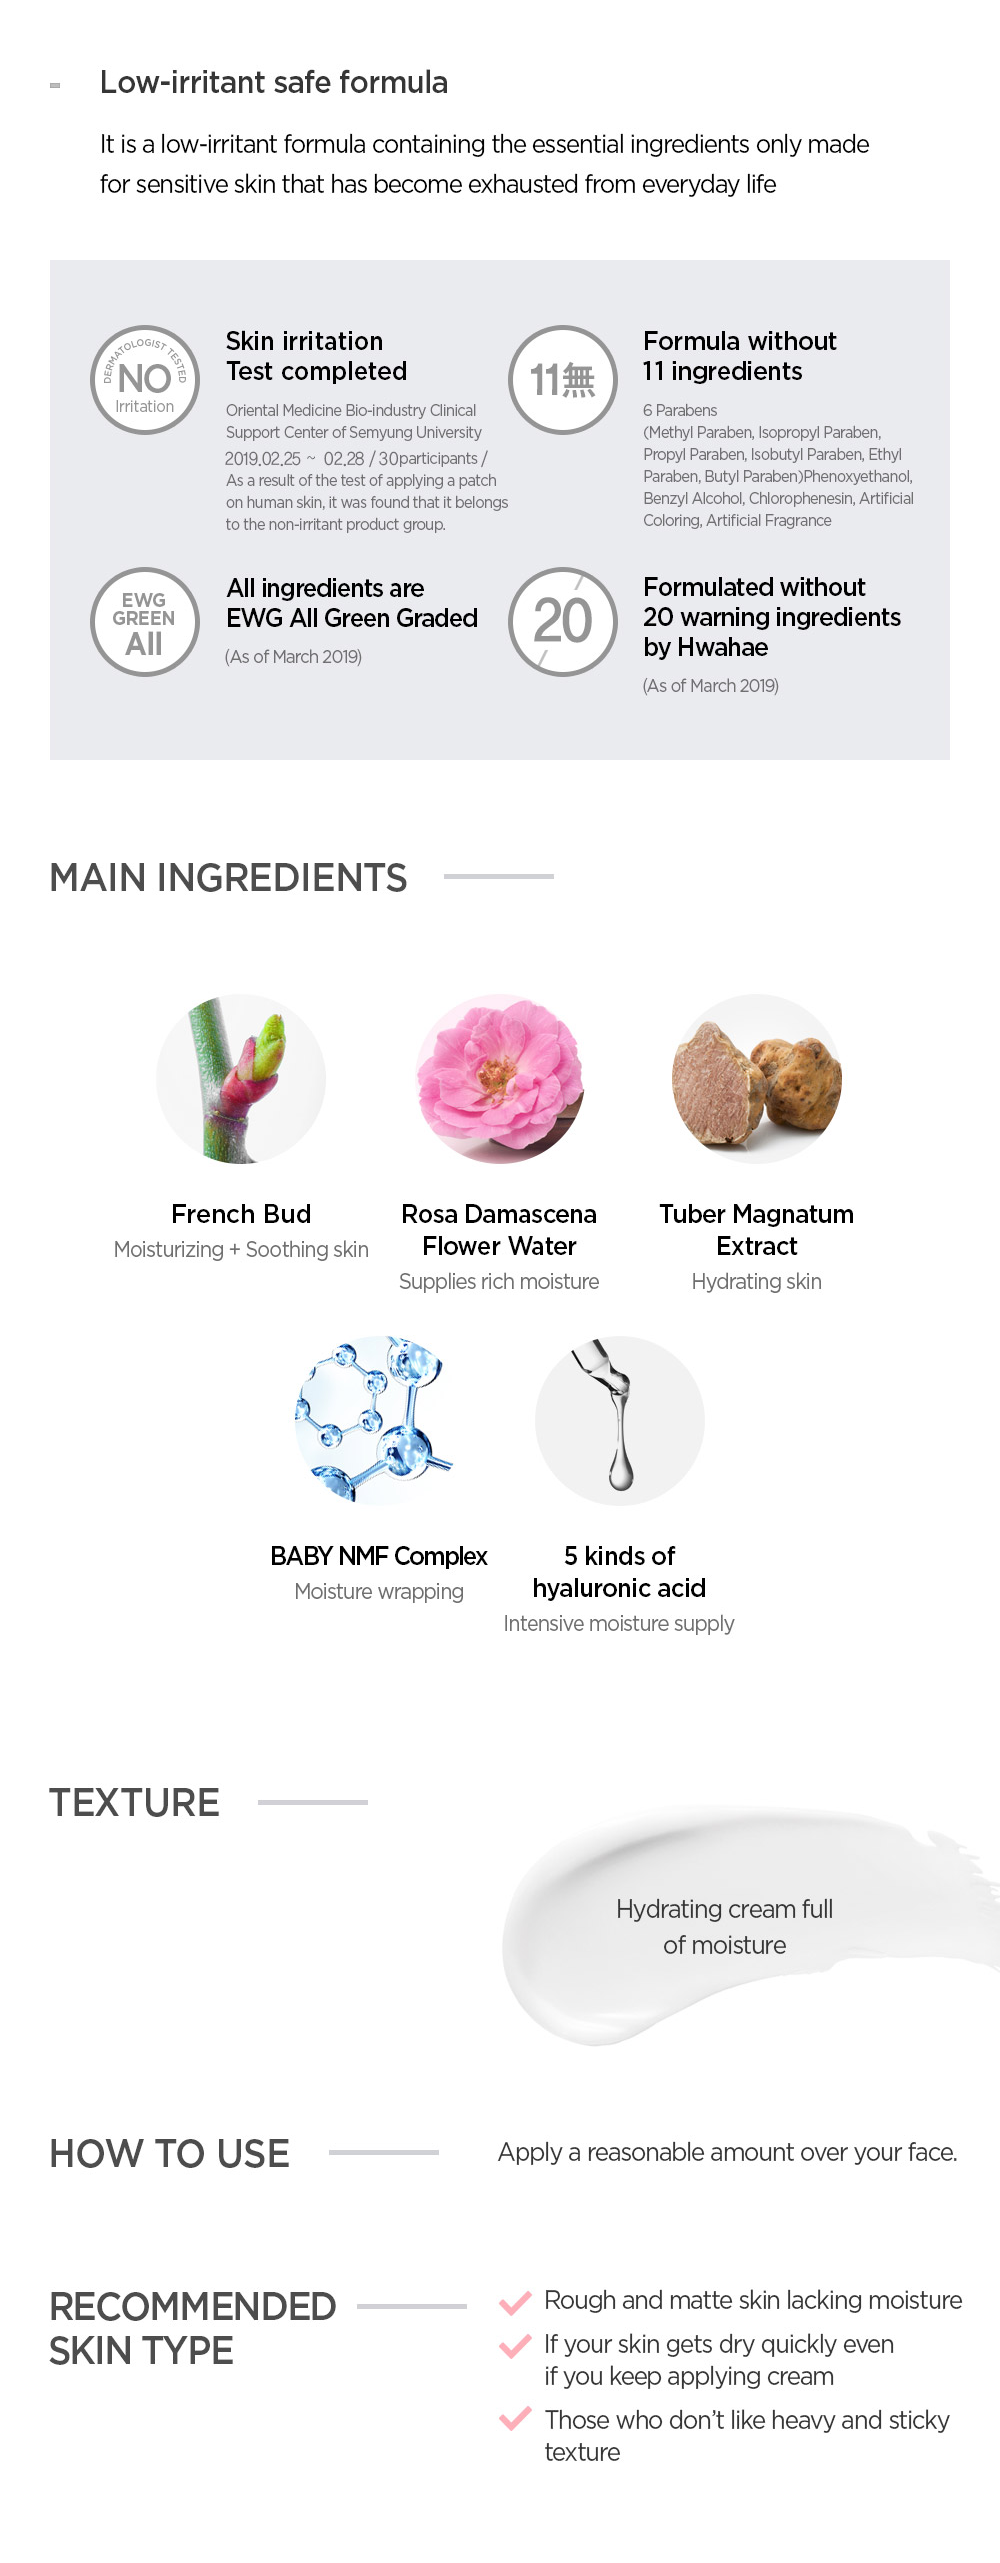 Low-irritant safe formula
It is a low-irritant formula containing the essential ingredients only made
for sensitive skin that has become exhausted from everyday life
DERMATOLOGIST TESTED
NO
Irritation
Skin irritation
Test completed
Oriental Medicine Bio-industry Clinical
Support Center of Semyung University
2019.02.25 ~ 02.28 / 30participants /
As a result of the test of applying a patch
on human skin, it was found that it belongs
to the non-irritant product group.
11無
Formula without
11 ingredients
6 Parabens
(Methyl Paraben, Isopropyl Paraben,
Propyl Paraben, Isobutyl Paraben, Ethyl
Paraben, Butyl Paraben)Phenoxyethanol,
Benzyl Alcohol, Chlorophenesin, Artificial
Coloring, Artificial Fragrance
EWG
GREEN
All
All ingredients are
EWG All Green Graded
(As of March 2019)
20
Formulated without
20 warning ingredients
by Hwahae
(As of March 2019)
MAIN INGREDIENTS
French Bud
Moisturizing + Soothing skin
Rosa Damascena
Flower Water
Supplies rich moisture
Tuber Magnatum
Extract
Hydrating skin
BABY NMF Complex
Moisture wrapping
5 kinds of
hyaluronic acid
Intensive moisture supply
TEXTURE
Hydrating cream full
of moisture
HOW TO USE
Apply a reasonable amount over your face.
RECOMMENDED
SKIN TYPE
Rough and matte skin lacking moisture
If your skin gets dry quickly even
if you keep applying cream
Those who don't like heavy and sticky
texture